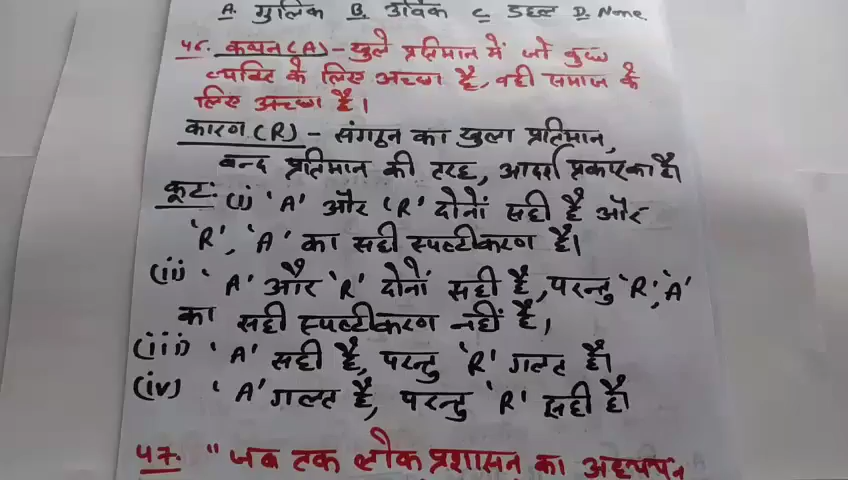 A. गुलिक B. उर्विक C. डहल D. None.
46. कथन (A) - खुले प्रतिमान में जो कुछ
व्यक्ति के लिए अच्छा है, वही समाज के
लिए अच्छा है।
कारण (R) - संगठन का खुला प्रतिमान,
बन्द प्रतिमान की तरह, आदर्श प्रकार का है।
कूट: (i) 'A' और 'R' दोनों सही है और
'R', 'A' का सही स्पष्टीकरण है।
(ii) 'A' और 'R' दोनों सही है, परन्तु 'R', 'A'
का सही स्पष्टीकरण नहीं है,
(iii) 'A' सही है, परन्तु 'R' गलत है।
(iv) 'A' गलत है, परन्तु 'R' सही है।
47. "जब तक लोक प्रशासन का अध्ययन